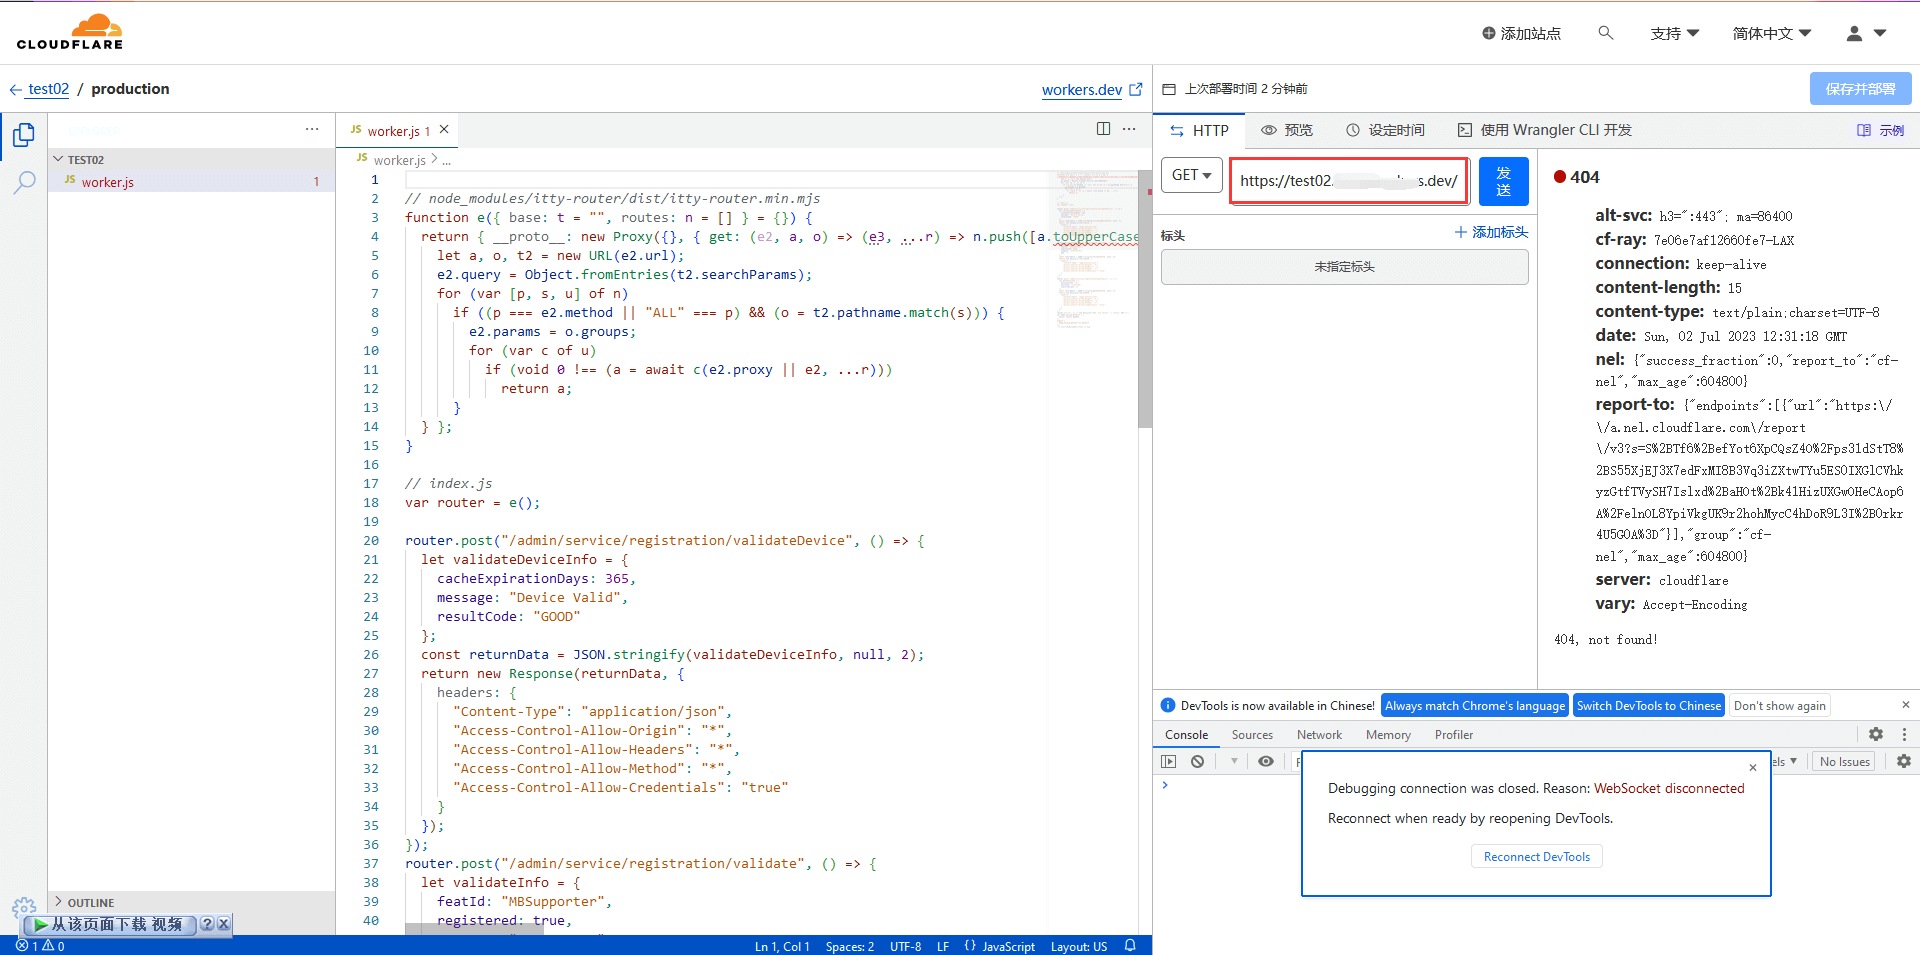 CLOUDFLARE
添加站点
支持
简体中文
test02 / production
workers.dev
上次部署时间 2 分钟前
保存并部署
JS worker.js 1
HTTP
预览
设定时间
使用 Wrangler CLI 开发
示例
TEST02
JS worker.js 1
JS worker.js > ...
1
2 // node_modules/itty-router/dist/itty-router.min.mjs
3 function e({ base: t = "", routes: n = [] } = {}) {
4 return { __proto__: new Proxy({}, { get: (e2, a, o) => (e3, ...r) => n.push([a.toUpperCase
5 let a, o, t2 = new URL(e2.url);
6 e2.query = Object.fromEntries(t2.searchParams);
7 for (var [p, s, u] of n)
8 if ((p === e2.method || "ALL" === p) && (o = t2.pathname.match(s))) {
9 e2.params = o.groups;
10 for (var c of u)
11 if (void 0 !== (a = await c(e2.proxy || e2, ...r)))
12 return a;
13 }
14 } };
15 }
16
17 // index.js
18 var router = e();
19
20 router.post("/admin/service/registration/validateDevice", () => {
21 let validateDeviceInfo = {
22 cacheExpirationDays: 365,
23 message: "Device Valid",
24 resultCode: "GOOD"
25 };
26 const returnData = JSON.stringify(validateDeviceInfo, null, 2);
27 return new Response(returnData, {
28 headers: {
29 "Content-Type": "application/json",
30 "Access-Control-Allow-Origin": "*",
31 "Access-Control-Allow-Headers": "*",
32 "Access-Control-Allow-Method": "*",
33 "Access-Control-Allow-Credentials": "true"
34 }
35 });
36 });
37 router.post("/admin/service/registration/validate", () => {
38 let validateInfo = {
39 featId: "MBSupporter",
40 registered: true,
OUTLINE
从该页面下载 视频
1 0
Ln 1, Col 1
Spaces: 2
UTF-8
LF
{} JavaScript
Layout: US
GET
https://test02. s.dev/
发送
标头
添加标头
未指定标头
404
alt-svc: h3=":443"; ma=86400
cf-ray: 7e06e7af12660fe7-LAX
connection: keep-alive
content-length: 15
content-type: text/plain;charset=UTF-8
date: Sun, 02 Jul 2023 12:31:18 GMT
nel: {"success_fraction":0,"report_to":"cf-
nel","max_age":604800}
report-to: {"endpoints":[{"url":"https:\/
\/a.nel.cloudflare.com\/report
\/v3?s=S%2BTf6%2BefYot6XpCQsZ40%2Fps31dStT8%
2BS55XjEJ3X7edFxMI8B3Vq3iZXtwTYu5ESOIXGlCVhk
yzGtfTVySH7Islxd%2BaH0t%2Bk41HizUXGw0HeCAop6
A%2FelnOL8YpiVkgUK9r2hohMycC4hDoR9L3I%2B0rkr
4U5GOA%3D"}],"group":"cf-
nel","max_age":604800}
server: cloudflare
vary: Accept-Encoding
404, not found!
DevTools is now available in Chinese!
Always match Chrome's language
Switch DevTools to Chinese
Don't show again
Console
Sources
Network
Memory
Profiler
No Issues
Debugging connection was closed. Reason: WebSocket disconnected
Reconnect when ready by reopening DevTools.
Reconnect DevTools